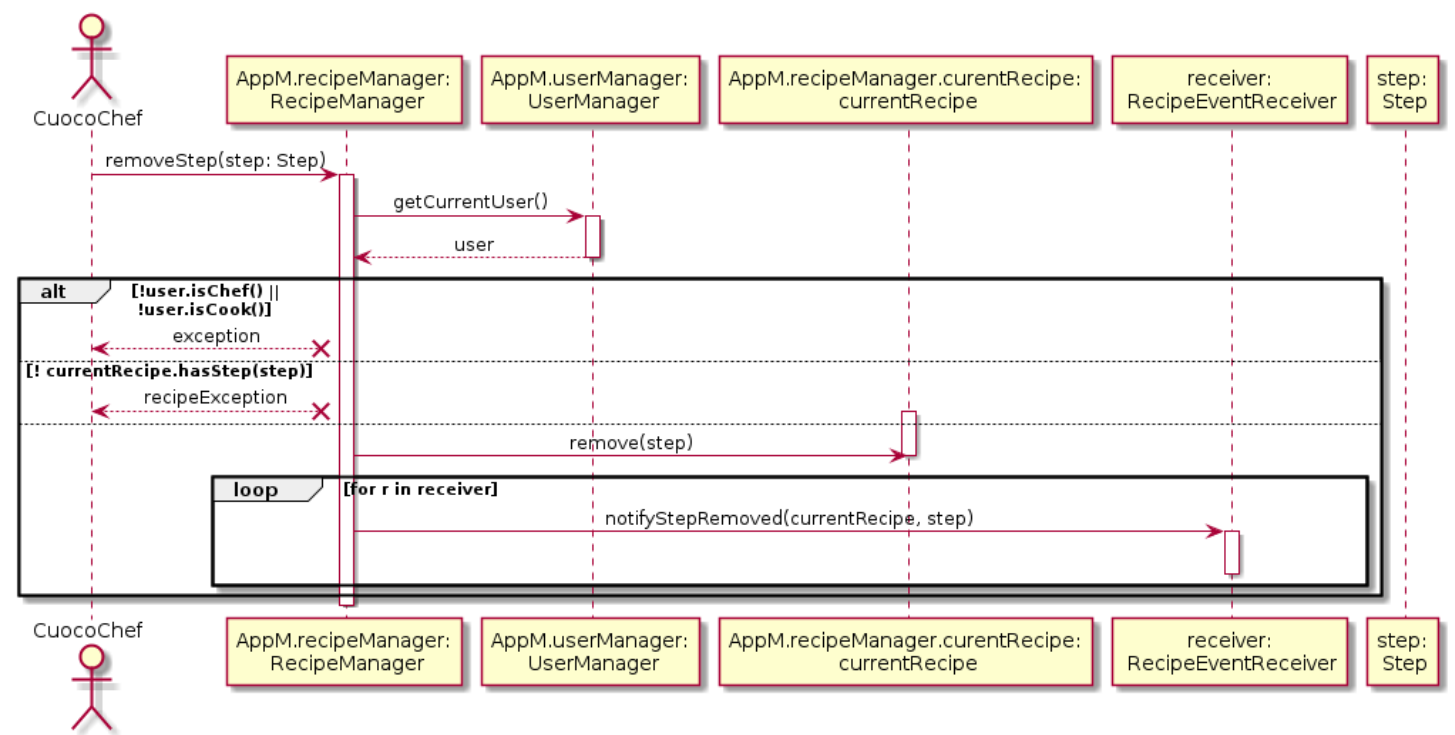 CuocoChef
AppM.recipeManager:
RecipeManager
AppM.userManager:
UserManager
AppM.recipeManager.curentRecipe:
currentRecipe
receiver:
RecipeEventReceiver
step:
Step
removeStep(step: Step)
getCurrentUser()
user
alt
[!user.isChef() ||
!user.isCook()]
exception
[! currentRecipe.hasStep(step)]
recipeException
remove(step)
loop
[for r in receiver]
notifyStepRemoved(currentRecipe, step)
CuocoChef
AppM.recipeManager:
RecipeManager
AppM.userManager:
UserManager
AppM.recipeManager.curentRecipe:
currentRecipe
receiver:
RecipeEventReceiver
step:
Step